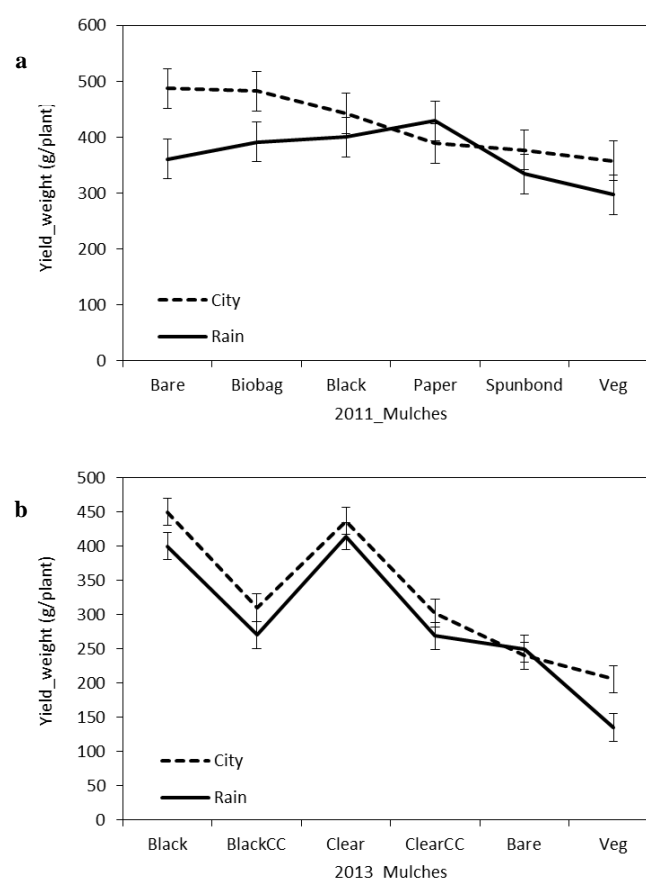 a
Yield_weight (g/plant)
600
500
400
300
200
100
0
City
Rain
Bare Biobag Black Paper Spunbond Veg
2011_Mulches
b
Yield_weight (g/plant)
500
450
400
350
300
250
200
150
100
50
0
City
Rain
Black BlackCC Clear ClearCC Bare Veg
2013 Mulches